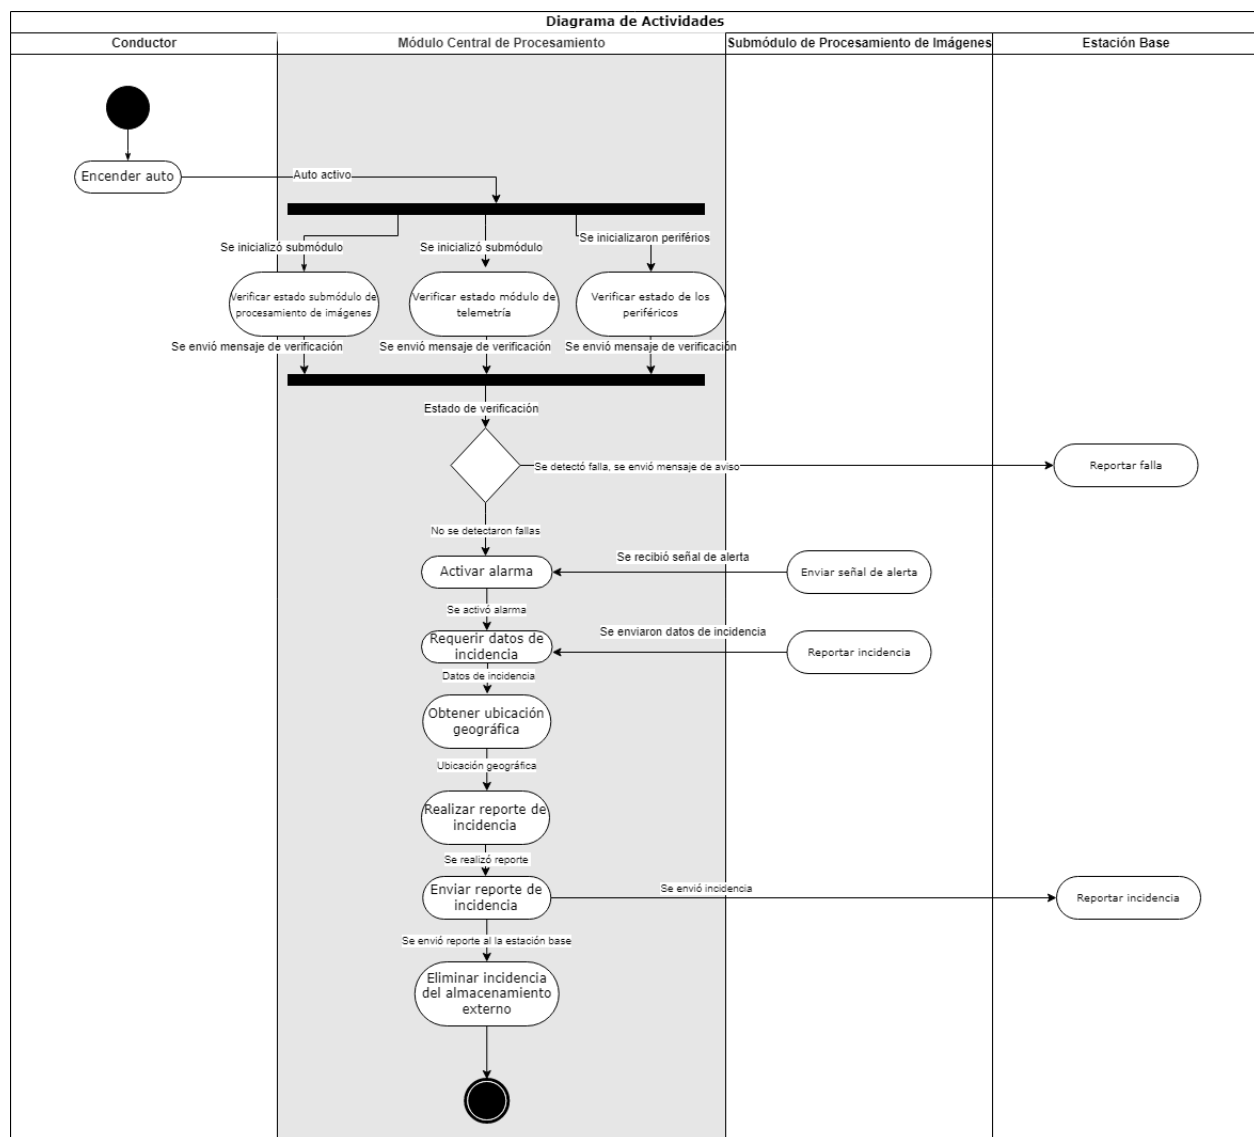 Diagrama de Actividades
Conductor
Módulo Central de Procesamiento
Submódulo de Procesamiento de Imágenes
Estación Base
Encender auto
Auto activo
Se inicializó submódulo
Se inicializó submódulo
Se inicializaron periférios
Verificar estado submódulo de
procesamiento de imágenes
Verificar estado módulo de
telemetría
Verificar estado de los
periféricos
Se envió mensaje de verificación
Se envió mensaje de verificación
Se envió mensaje de verificación
Estado de verificación
Se detectó falla, se envió mensaje de aviso
Reportar falla
No se detectaron fallas
Activar alarma
Se recibió señal de alerta
Enviar señal de alerta
Se activó alarma
Requerir datos de
incidencia
Se enviaron datos de incidencia
Reportar incidencia
Datos de incidencia
Obtener ubicación
geográfica
Ubicación geográfica
Realizar reporte de
incidencia
Se realizó reporte
Enviar reporte de
incidencia
Se envió incidencia
Reportar incidencia
Se envió reporte al la estación base
Eliminar incidencia
del almacenamiento
externo